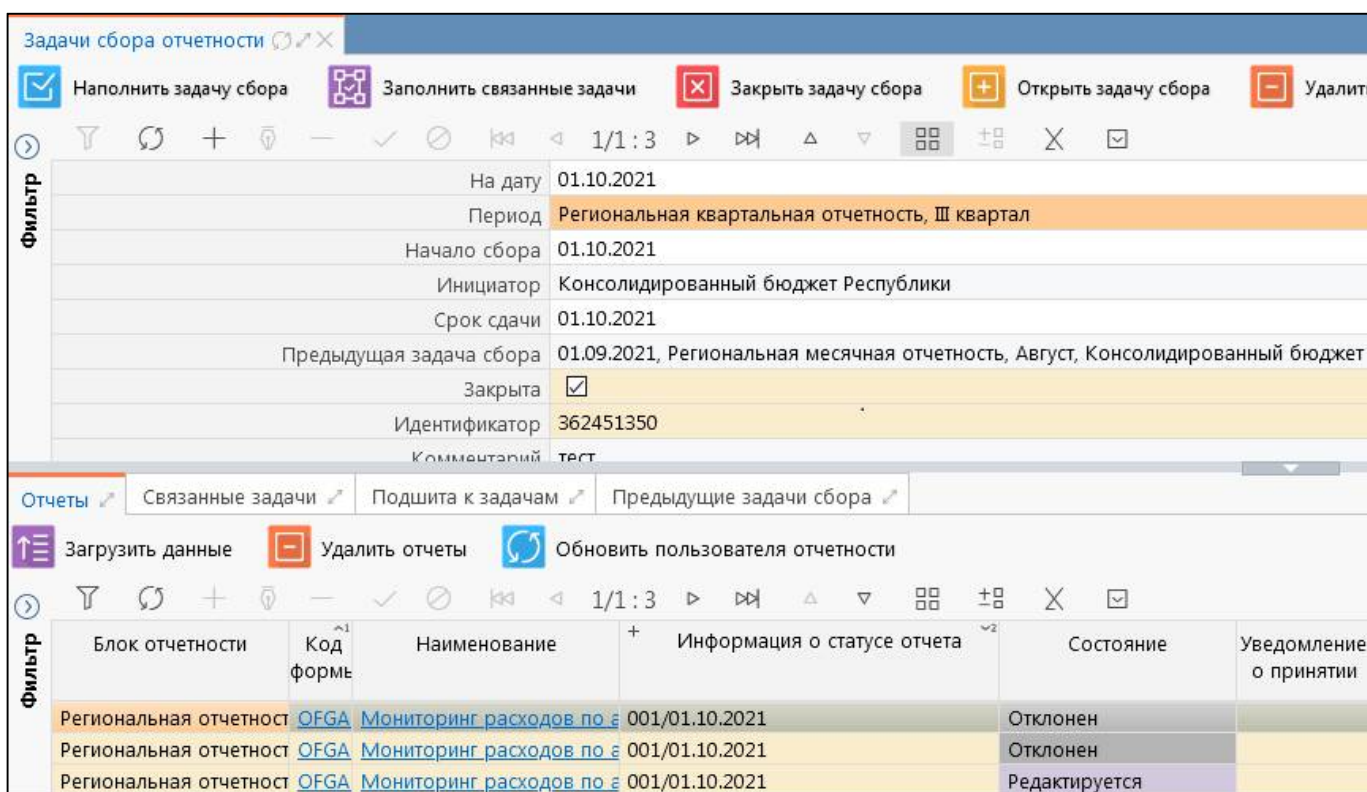 Задачи сбора отчетности
Наполнить задачу сбора Заполнить связанные задачи Закрыть задачу сбора Открыть задачу сбора Удалит
1/1 : 3
Фильтр
На дату 01.10.2021
Период Региональная квартальная отчетность, III квартал
Начало сбора 01.10.2021
Инициатор Консолидированный бюджет Республики
Срок сдачи 01.10.2021
Предыдущая задача сбора 01.09.2021, Региональная месячная отчетность, Август, Консолидированный бюджет
Закрыта
Идентификатор 362451350
Комментарий тест
Отчеты Связанные задачи Подшита к задачам Предыдущие задачи сбора
Загрузить данные Удалить отчеты Обновить пользователя отчетности
1/1 : 3
Фильтр
Блок отчетности Код формы Наименование Информация о статусе отчета Состояние Уведомление о принятии
Региональная отчетност OFGA Мониторинг расходов по а 001/01.10.2021 Отклонен
Региональная отчетност OFGA Мониторинг расходов по а 001/01.10.2021 Отклонен
Региональная отчетност OFGA Мониторинг расходов по а 001/01.10.2021 Редактируется